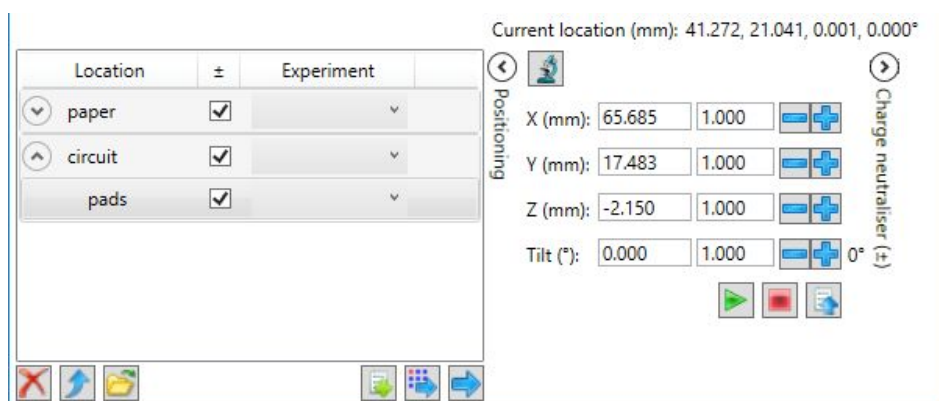 Current location (mm): 41.272, 21.041, 0.001, 0.000°
Location ± Experiment
paper
circuit
pads
Positioning
X (mm): 65.685 1.000
Y (mm): 17.483 1.000
Z (mm): -2.150 1.000
Tilt (°): 0.000 1.000 0°
Charge neutraliser (±)